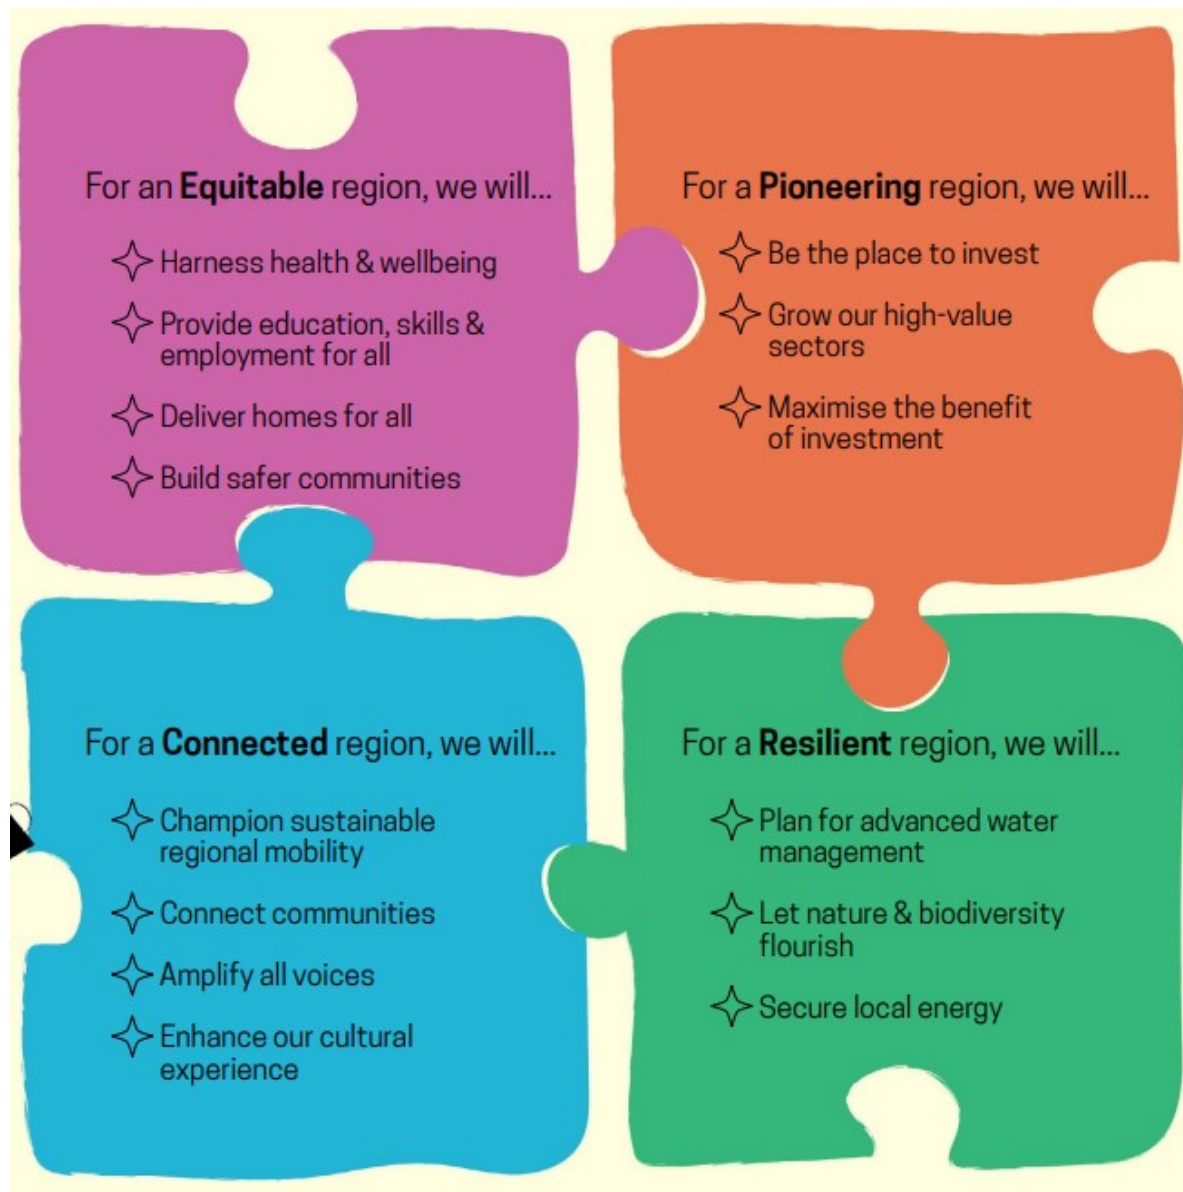 For an Equitable region, we will...
Harness health & wellbeing
Provide education, skills &
employment for all
Deliver homes for all
Build safer communities
For a Pioneering region, we will...
Be the place to invest
Grow our high-value
sectors
Maximise the benefit
of investment
For a Connected region, we will...
Champion sustainable
regional mobility
Connect communities
Amplify all voices
Enhance our cultural
experience
For a Resilient region, we will...
Plan for advanced water
management
Let nature & biodiversity
flourish
Secure local energy